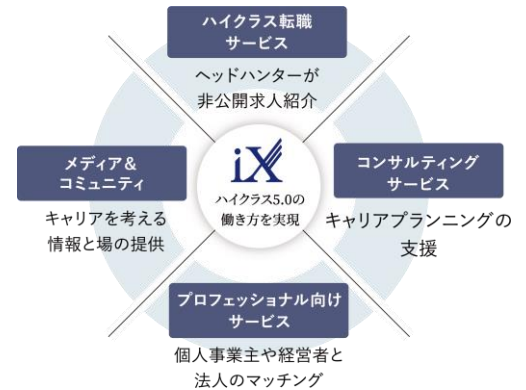 ハイクラス転職
サービス
ヘッドハンターが
非公開求人紹介
メディア&
コミュニティ
キャリアを考える
情報と場の提供
iX
ハイクラス5.0の
働き方を実現
コンサルティング
サービス
キャリアプランニングの
支援
プロフェッショナル向け
サービス
個人事業主や経営者と
法人のマッチング